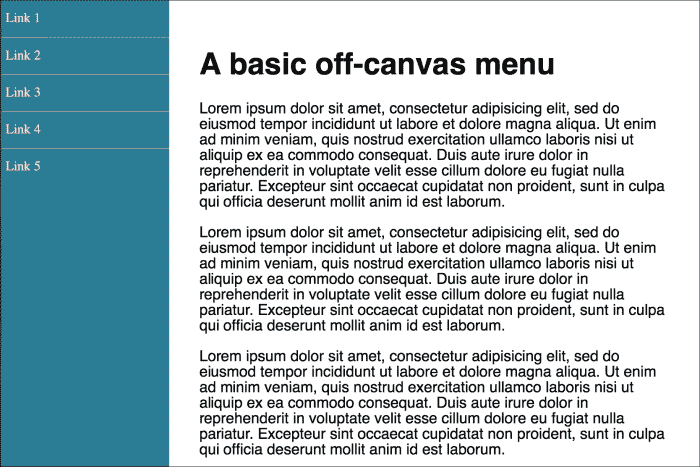 Link 1
Link 2
Link 3
Link 4
Link 5
A basic off-canvas menu
Lorem ipsum dolor sit amet, consectetur adipisicing elit, sed do
eiusmod tempor incididunt ut labore et dolore magna aliqua. Ut enim
ad minim veniam, quis nostrud exercitation ullamco laboris nisi ut
aliquip ex ea commodo consequat. Duis aute irure dolor in
reprehenderit in voluptate velit esse cillum dolore eu fugiat nulla
pariatur. Excepteur sint occaecat cupidatat non proident, sunt in culpa
qui officia deserunt mollit anim id est laborum.
Lorem ipsum dolor sit amet, consectetur adipisicing elit, sed do
eiusmod tempor incididunt ut labore et dolore magna aliqua. Ut enim
ad minim veniam, quis nostrud exercitation ullamco laboris nisi ut
aliquip ex ea commodo consequat. Duis aute irure dolor in
reprehenderit in voluptate velit esse cillum dolore eu fugiat nulla
pariatur. Excepteur sint occaecat cupidatat non proident, sunt in culpa
qui officia deserunt mollit anim id est laborum.
Lorem ipsum dolor sit amet, consectetur adipisicing elit, sed do
eiusmod tempor incididunt ut labore et dolore magna aliqua. Ut enim
ad minim veniam, quis nostrud exercitation ullamco laboris nisi ut
aliquip ex ea commodo consequat. Duis aute irure dolor in
reprehenderit in voluptate velit esse cillum dolore eu fugiat nulla
pariatur. Excepteur sint occaecat cupidatat non proident, sunt in culpa
qui officia deserunt mollit anim id est laborum.